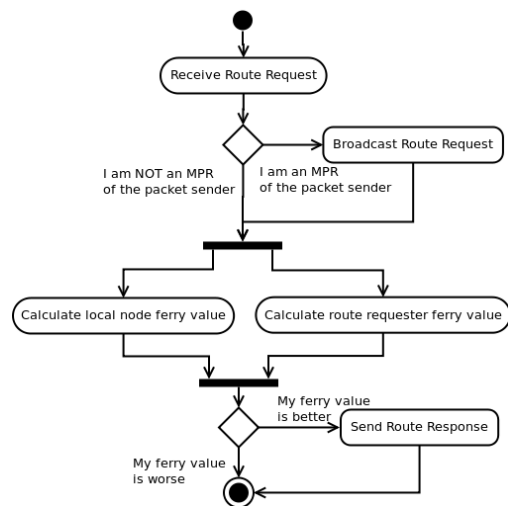 Receive Route Request
Broadcast Route Request
I am NOT an MPR
of the packet sender
I am an MPR
of the packet sender
Calculate local node ferry value
Calculate route requester ferry value
My ferry value
is better
Send Route Response
My ferry value
is worse